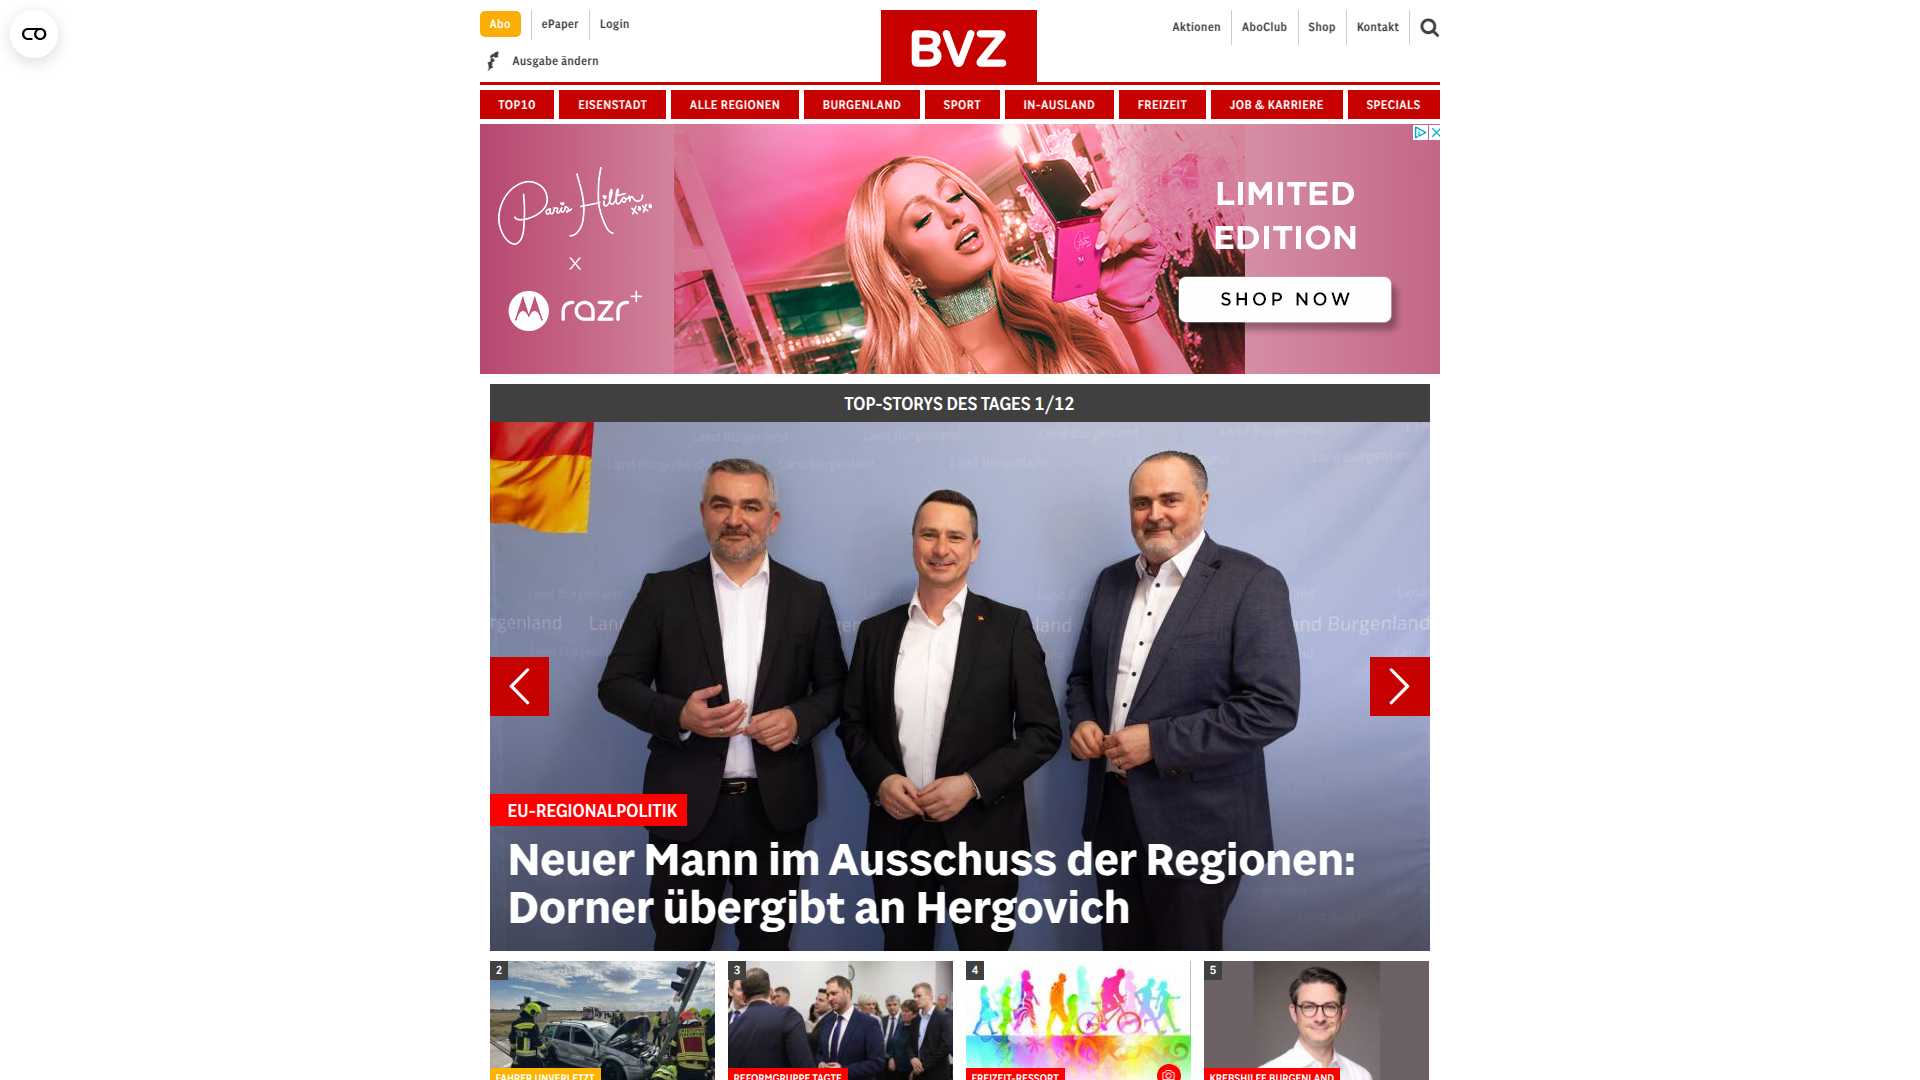 Abo
ePaper
Login
Ausgabe ändern
BVZ
Aktionen
AboClub
Shop
Kontakt
TOP10
EISENSTADT
ALLE REGIONEN
BURGENLAND
SPORT
IN-AUSLAND
FREIZEIT
JOB & KARRIERE
SPECIALS
Paris Hilton
xoxo
X
razr+
LIMITED
EDITION
SHOP NOW
TOP-STORYS DES TAGES 1/12
Land Burgenland
EU-REGIONALPOLITIK
Neuer Mann im Ausschuss der Regionen:
Dorner übergibt an Hergovich
2
3
4
5
FAHRER UNVERLETZT
REFORMGRUPPE TAGTE
FREIZEIT-RESSORT
KREBSHILFE BURGENLAND